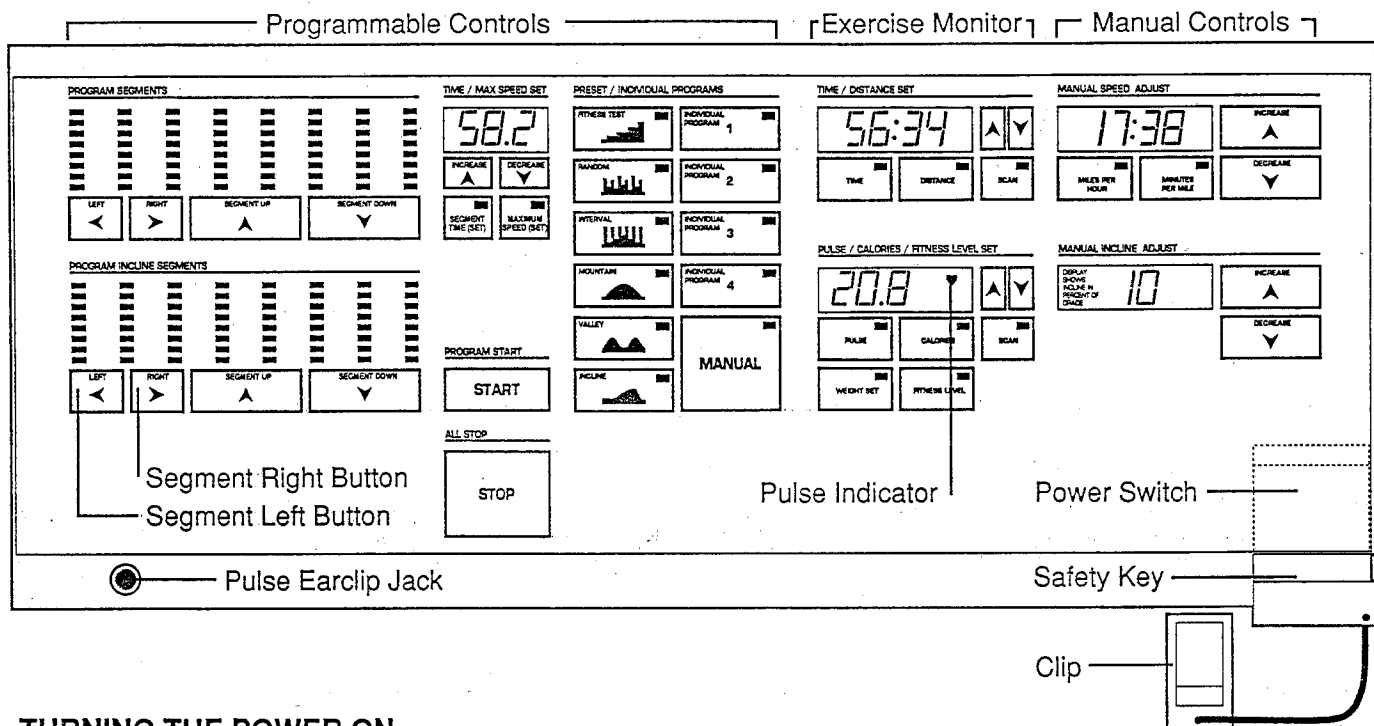 Programmable Controls
Exercise Monitor
Manual Controls
PROGRAM SEGMENTS
LEFT
RIGHT
SEGMENT UP
SEGMENT DOWN
PROGRAM INCLINE SEGMENTS
LEFT
RIGHT
SEGMENT UP
SEGMENT DOWN
TIME / MAX SPEED SET
58.2
INCREASE
DECREASE
SEGMENT
TIME (SET)
MAXIMUM
SPEED (SET)
PROGRAM START
START
ALL STOP
STOP
PRESET / INDIVIDUAL PROGRAMS
FITNESS TEST
INDIVIDUAL
PROGRAM 1
RANDOM
INDIVIDUAL
PROGRAM 2
INTERVAL
INDIVIDUAL
PROGRAM 3
MOUNTAIN
INDIVIDUAL
PROGRAM 4
VALLEY
INCLINE
MANUAL
TIME / DISTANCE SET
56:34
TIME
DISTANCE
SCAN
PULSE / CALORIES / FITNESS LEVEL SET
20.8
PULSE
CALORIES
SCAN
WEIGHT SET
FITNESS LEVEL
MANUAL SPEED ADJUST
17:38
INCREASE
MILES PER
HOUR
MINUTES
PER MILE
DECREASE
MANUAL INCLINE ADJUST
DISPLAY
SHOWS
INCLINE IN
PERCENT OF
GRADE
10
INCREASE
DECREASE
Segment Right Button
Segment Left Button
Pulse Indicator
Power Switch
Pulse Earclip Jack
Safety Key
Clip
TURNING THE POWER ON